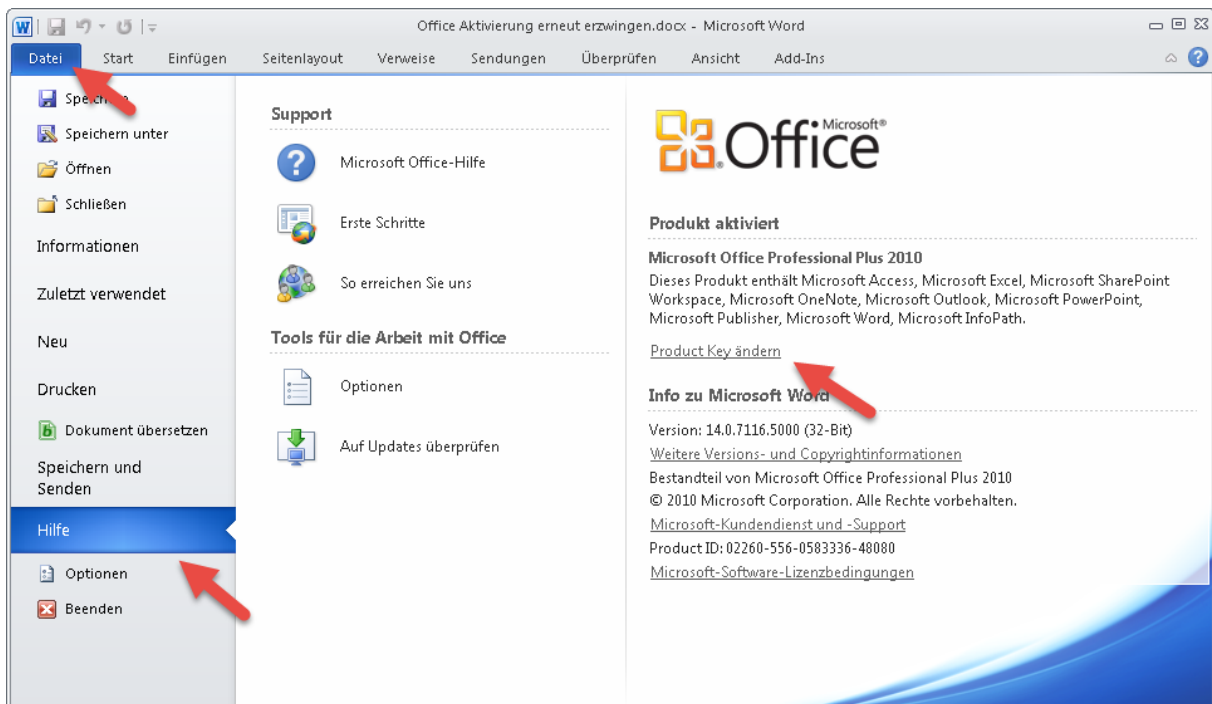 Office Aktivierung erneut erzwingen.docx - Microsoft Word
Datei Start Einfügen Seitenlayout Verweise Sendungen Überprüfen Ansicht Add-Ins
Speichern
Speichern unter
Öffnen
Schließen
Informationen
Zuletzt verwendet
Neu
Drucken
Dokument übersetzen
Speichern und
Senden
Hilfe
Optionen
Beenden
Support
Microsoft Office-Hilfe
Erste Schritte
So erreichen Sie uns
Tools für die Arbeit mit Office
Optionen
Auf Updates überprüfen
Microsoft®
Office
Produkt aktiviert
Microsoft Office Professional Plus 2010
Dieses Produkt enthält Microsoft Access, Microsoft Excel, Microsoft SharePoint
Workspace, Microsoft OneNote, Microsoft Outlook, Microsoft PowerPoint,
Microsoft Publisher, Microsoft Word, Microsoft InfoPath.
Product Key ändern
Info zu Microsoft Word
Version: 14.0.7116.5000 (32-Bit)
Weitere Versions- und Copyrightinformationen
Bestandteil von Microsoft Office Professional Plus 2010
© 2010 Microsoft Corporation. Alle Rechte vorbehalten.
Microsoft-Kundendienst und -Support
Product ID: 02260-556-0583336-48080
Microsoft-Software-Lizenzbedingungen